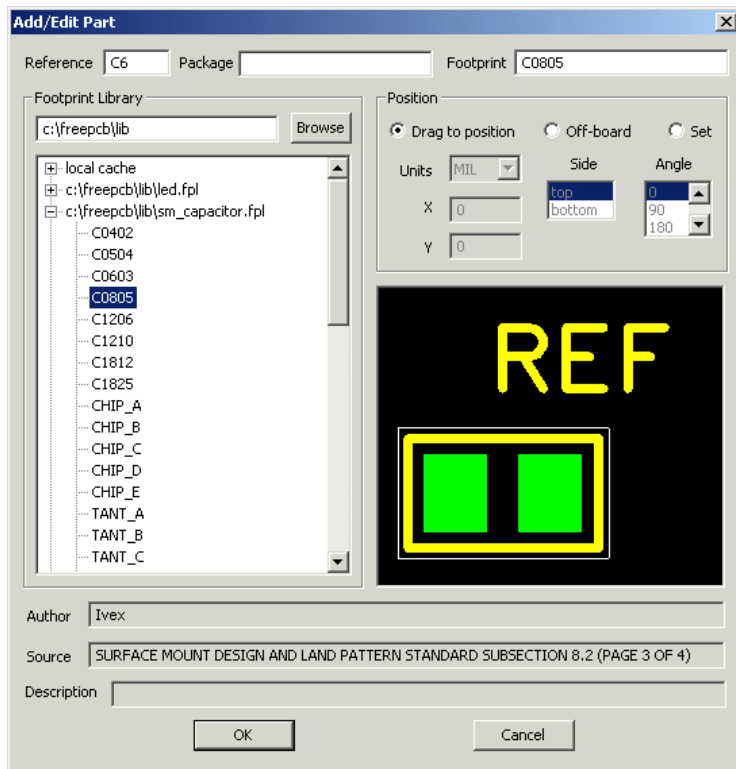 Add/Edit Part
Reference C6 Package Footprint C0805
Footprint Library
c:\freepcb\lib Browse
local cache
c:\freepcb\lib\led.fpl
c:\freepcb\lib\sm_capacitor.fpl
C0402
C0504
C0603
C0805
C1206
C1210
C1812
C1825
CHIP_A
CHIP_B
CHIP_C
CHIP_D
CHIP_E
TANT_A
TANT_B
TANT_C
Position
Drag to position Off-board Set
Units MIL Side Angle
X 0 top 0
bottom 90
Y 0 180
REF
Author Ivex
Source SURFACE MOUNT DESIGN AND LAND PATTERN STANDARD SUBSECTION 8.2 (PAGE 3 OF 4)
Description
OK Cancel